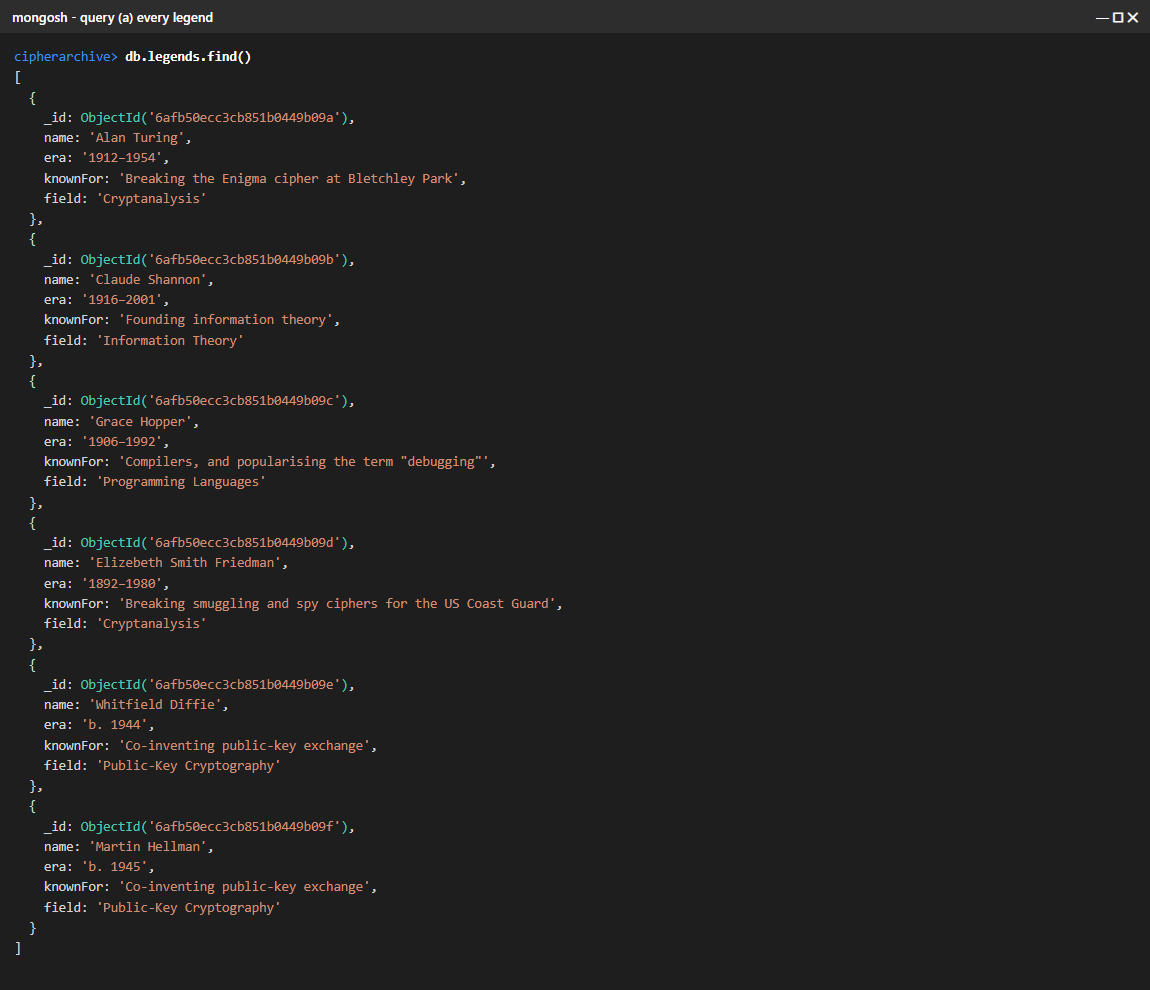 mongosh - query (a) every legend
cipherarchive> db.legends.find()
[
  {
    _id: ObjectId('6afb50ecc3cb851b0449b09a'),
    name: 'Alan Turing',
    era: '1912–1954',
    knownFor: 'Breaking the Enigma cipher at Bletchley Park',
    field: 'Cryptanalysis'
  },
  {
    _id: ObjectId('6afb50ecc3cb851b0449b09b'),
    name: 'Claude Shannon',
    era: '1916–2001',
    knownFor: 'Founding information theory',
    field: 'Information Theory'
  },
  {
    _id: ObjectId('6afb50ecc3cb851b0449b09c'),
    name: 'Grace Hopper',
    era: '1906–1992',
    knownFor: 'Compilers, and popularising the term "debugging"',
    field: 'Programming Languages'
  },
  {
    _id: ObjectId('6afb50ecc3cb851b0449b09d'),
    name: 'Elizebeth Smith Friedman',
    era: '1892–1980',
    knownFor: 'Breaking smuggling and spy ciphers for the US Coast Guard',
    field: 'Cryptanalysis'
  },
  {
    _id: ObjectId('6afb50ecc3cb851b0449b09e'),
    name: 'Whitfield Diffie',
    era: 'b. 1944',
    knownFor: 'Co-inventing public-key exchange',
    field: 'Public-Key Cryptography'
  },
  {
    _id: ObjectId('6afb50ecc3cb851b0449b09f'),
    name: 'Martin Hellman',
    era: 'b. 1945',
    knownFor: 'Co-inventing public-key exchange',
    field: 'Public-Key Cryptography'
  }
]